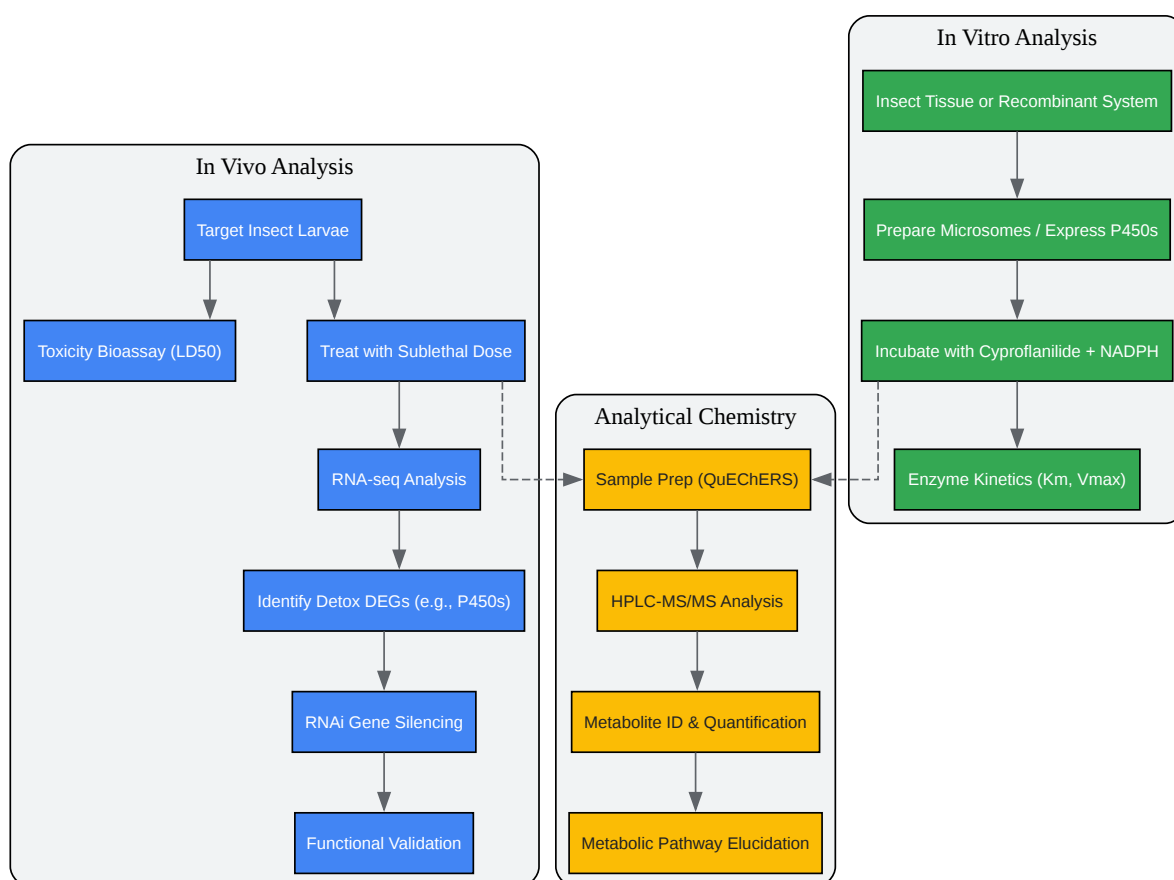 In Vivo Analysis
Target Insect Larvae
Toxicity Bioassay (LD50)
Treat with Sublethal Dose
RNA-seq Analysis
Identify Detox DEGs (e.g., P450s)
RNAi Gene Silencing
Functional Validation
Analytical Chemistry
Sample Prep (QuEChERS)
HPLC-MS/MS Analysis
Metabolite ID & Quantification
Metabolic Pathway Elucidation
In Vitro Analysis
Insect Tissue or Recombinant System
Prepare Microsomes / Express P450s
Incubate with Cyproflanilide + NADPH
Enzyme Kinetics (Km, Vmax)